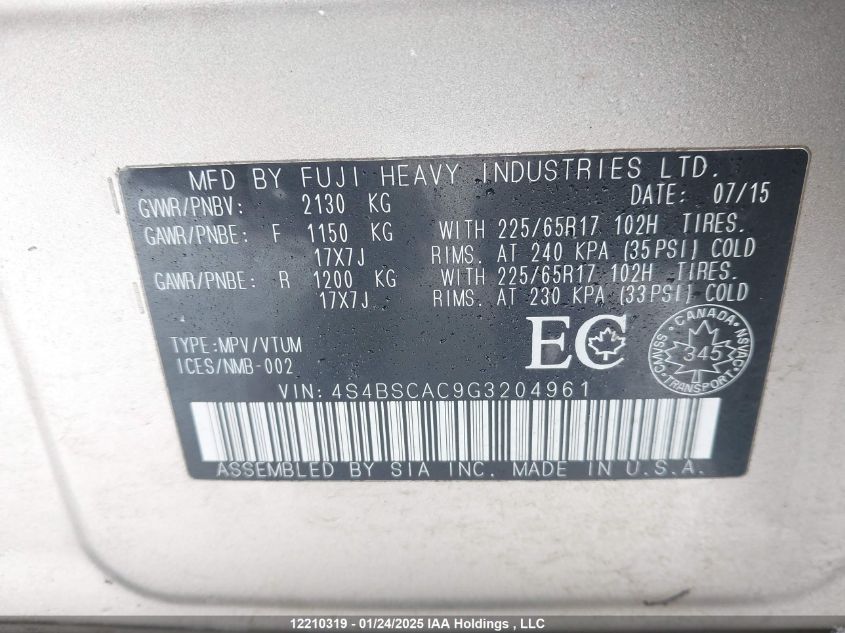 MFD BY FUJI HEAVY INDUSTRIES LTD.
GVWR/PNBV: 2130 KG DATE: 07/15
GAWR/PNBE: F 1150 KG WITH 225/65R17 102H TIRES.
17X7J RIMS. AT 240 KPA (35PSI) COLD
GAWR/PNBE: R 1200 KG WITH 225/65R17 102H TIRES.
17X7J RIMS. AT 230 KPA (33PSI) COLD
TYPE:MPV/VTUM
ICES/NMB-002
EC
CANADA
CMVSS
NSVAC
345
TRANSPORT
VIN: 4S4BSCAC9G3204961
ASSEMBLED BY SIA INC. MADE IN U.S.A.
12210319 - 01/24/2025 IAA Holdings , LLC